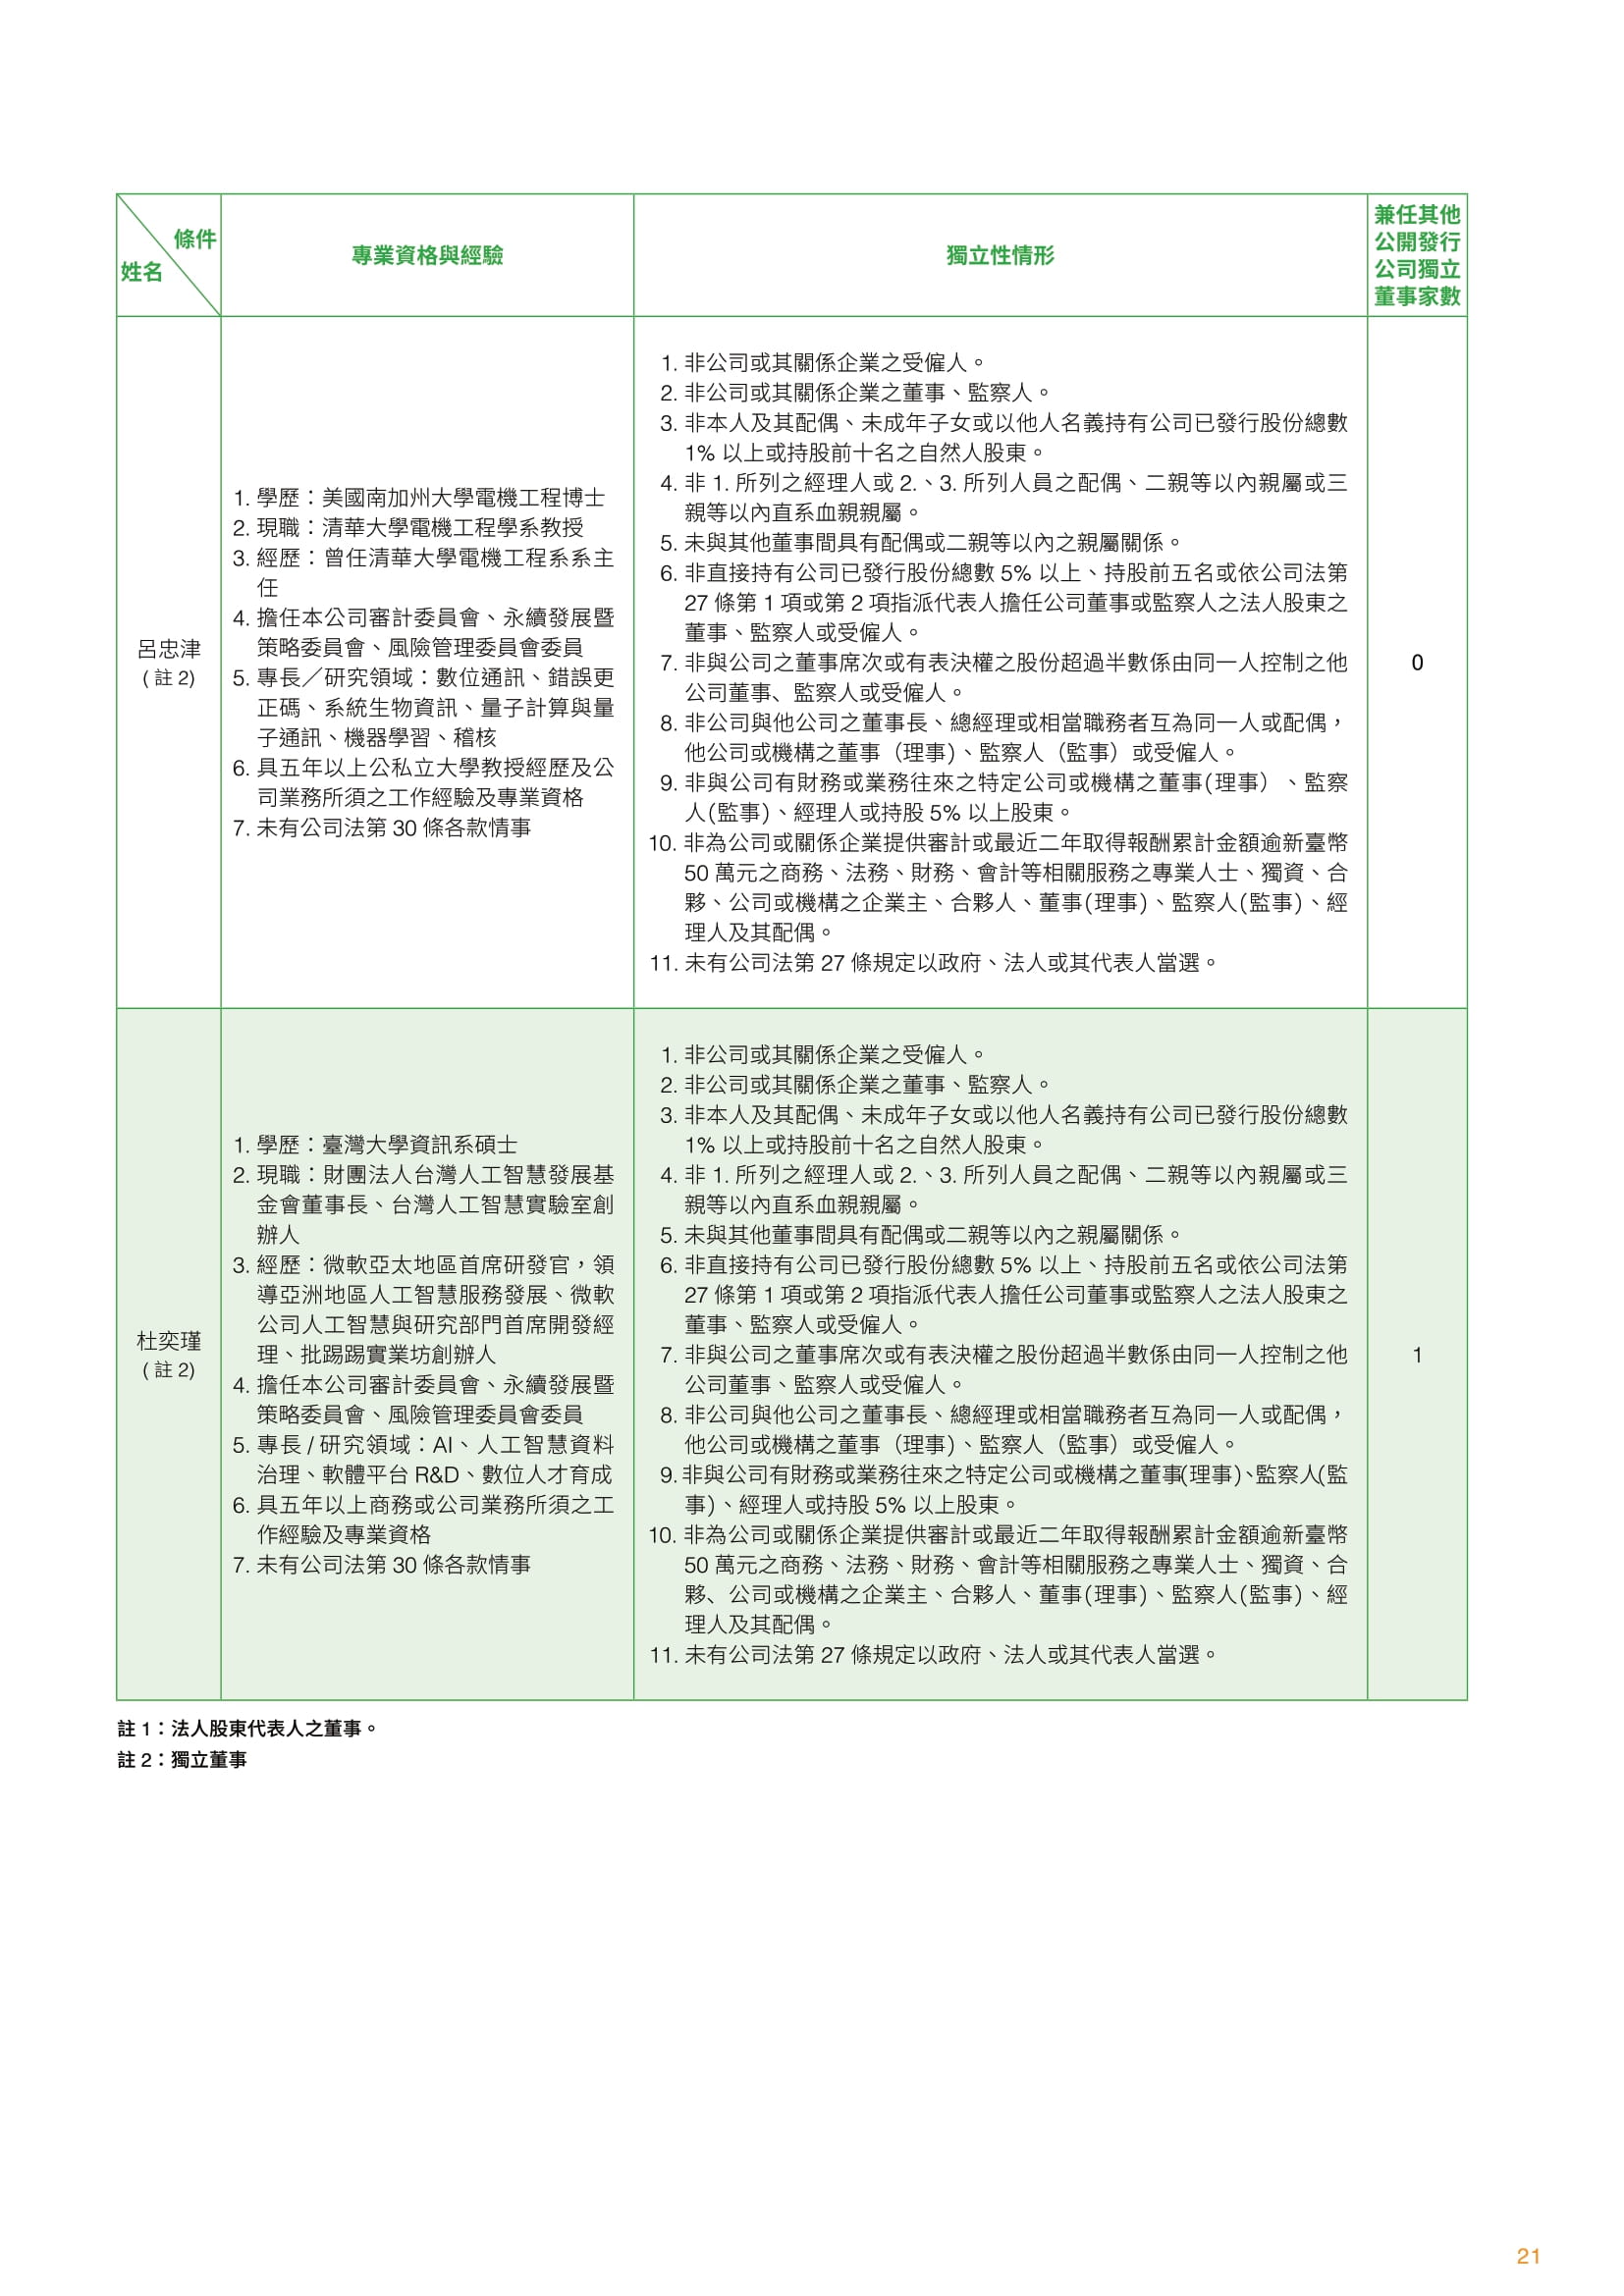 條件
姓名
專業資格與經驗
獨立性情形
兼任其他
公開發行
公司獨立
董事家數
呂忠津
(註 2)
1. 學歷：美國南加州大學電機工程博士
2. 現職：清華大學電機工程學系教授
3. 經歷：曾任清華大學電機工程系系主
任
4. 擔任本公司審計委員會、永續發展暨
策略委員會、風險管理委員會委員
5. 專長／研究領域：數位通訊、錯誤更
正碼、系統生物資訊、量子計算與量
子通訊、機器學習、稽核
6. 具五年以上公私立大學教授經歷及公
司業務所須之工作經驗及專業資格
7. 未有公司法第 30 條各款情事
1. 非公司或其關係企業之受僱人。
2. 非公司或其關係企業之董事、監察人。
3. 非本人及其配偶、未成年子女或以他人名義持有公司已發行股份總數
1% 以上或持股前十名之自然人股東。
4. 非 1. 所列之經理人或 2.、3. 所列人員之配偶、二親等以內親屬或三
親等以內直系血親親屬。
5. 未與其他董事間具有配偶或二親等以內之親屬關係。
6. 非直接持有公司已發行股份總數 5% 以上、持股前五名或依公司法第
27 條第 1 項或第 2 項指派代表人擔任公司董事或監察人之法人股東之
董事、監察人或受僱人。
7. 非與公司之董事席次或有表決權之股份超過半數係由同一人控制之他
公司董事、監察人或受僱人。
8. 非公司與他公司之董事長、總經理或相當職務者互為同一人或配偶，
他公司或機構之董事（理事）、監察人（監事）或受僱人。
9. 非與公司有財務或業務往來之特定公司或機構之董事(理事）、監察
人(監事)、經理人或持股 5% 以上股東。
10. 非為公司或關係企業提供審計或最近二年取得報酬累計金額逾新臺幣
50 萬元之商務、法務、財務、會計等相關服務之專業人士、獨資、合
夥、公司或機構之企業主、合夥人、董事(理事)、監察人(監事)、經
理人及其配偶。
11. 未有公司法第 27 條規定以政府、法人或其代表人當選。
0
杜奕瑾
(註 2)
1. 學歷：臺灣大學資訊系碩士
2. 現職：財團法人台灣人工智慧發展基
金會董事長、台灣人工智慧實驗室創
辦人
3. 經歷：微軟亞太地區首席研發官，領
導亞洲地區人工智慧服務發展、微軟
公司人工智慧與研究部門首席開發經
理、批踢踢實業坊創辦人
4. 擔任本公司審計委員會、永續發展暨
策略委員會、風險管理委員會委員
5. 專長 / 研究領域：AI、人工智慧資料
治理、軟體平台 R&D、數位人才育成
6. 具五年以上商務或公司業務所須之工
作經驗及專業資格
7. 未有公司法第 30 條各款情事
1. 非公司或其關係企業之受僱人。
2. 非公司或其關係企業之董事、監察人。
3. 非本人及其配偶、未成年子女或以他人名義持有公司已發行股份總數
1% 以上或持股前十名之自然人股東。
4. 非 1. 所列之經理人或 2.、3. 所列人員之配偶、二親等以內親屬或三
親等以內直系血親親屬。
5. 未與其他董事間具有配偶或二親等以內之親屬關係。
6. 非直接持有公司已發行股份總數 5% 以上、持股前五名或依公司法第
27 條第 1 項或第 2 項指派代表人擔任公司董事或監察人之法人股東之
董事、監察人或受僱人。
7. 非與公司之董事席次或有表決權之股份超過半數係由同一人控制之他
公司董事、監察人或受僱人。
8. 非公司與他公司之董事長、總經理或相當職務者互為同一人或配偶，
他公司或機構之董事（理事）、監察人（監事）或受僱人。
9. 非與公司有財務或業務往來之特定公司或機構之董事(理事)、監察人(監
事)、經理人或持股 5% 以上股東。
10. 非為公司或關係企業提供審計或最近二年取得報酬累計金額逾新臺幣
50 萬元之商務、法務、財務、會計等相關服務之專業人士、獨資、合
夥、公司或機構之企業主、合夥人、董事(理事)、監察人(監事)、經
理人及其配偶。
11. 未有公司法第 27 條規定以政府、法人或其代表人當選。
1
註 1：法人股東代表人之董事。
註 2：獨立董事
21